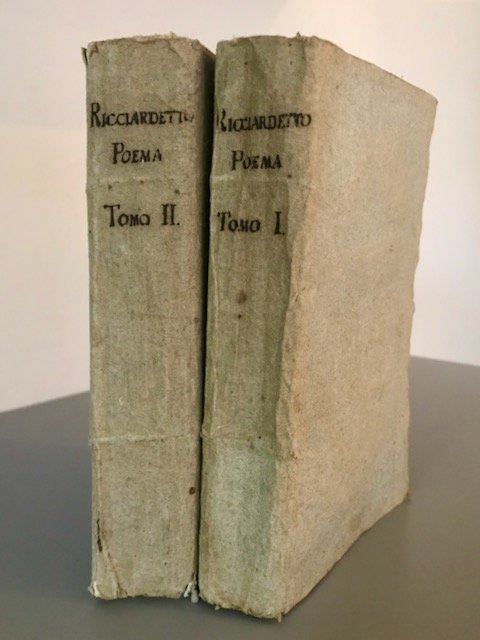 RICCIARDETTO
POEMA
TOMO II.
RICCIARDETTO
POEMA
TOMO I.